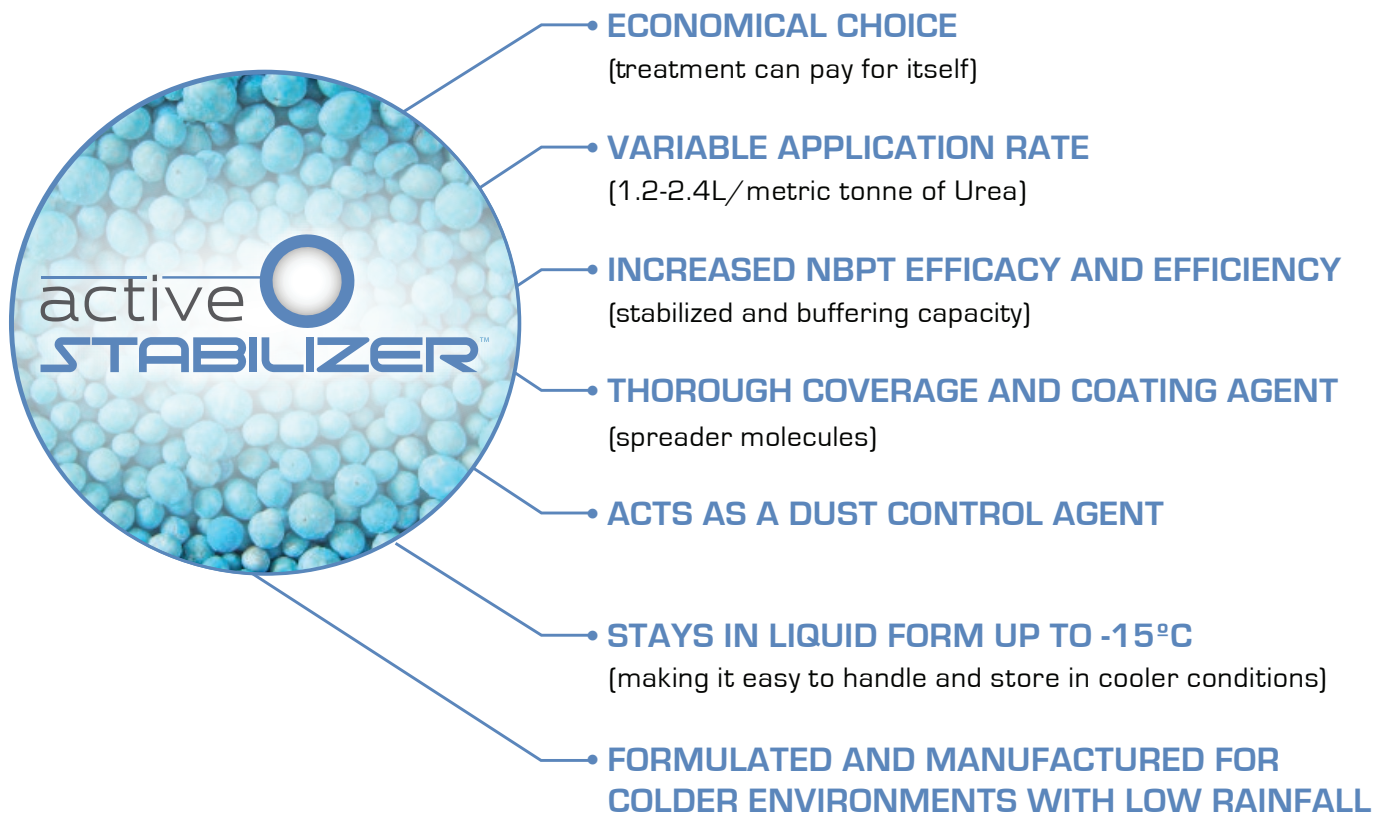 active
STABILIZER™
ECONOMICAL CHOICE
(treatment can pay for itself)
VARIABLE APPLICATION RATE
(1.2-2.4L/metric tonne of Urea)
INCREASED NBPT EFFICACY AND EFFICIENCY
(stabilized and buffering capacity)
THOROUGH COVERAGE AND COATING AGENT
(spreader molecules)
ACTS AS A DUST CONTROL AGENT
STAYS IN LIQUID FORM UP TO -15ºC
(making it easy to handle and store in cooler conditions)
FORMULATED AND MANUFACTURED FOR
COLDER ENVIRONMENTS WITH LOW RAINFALL